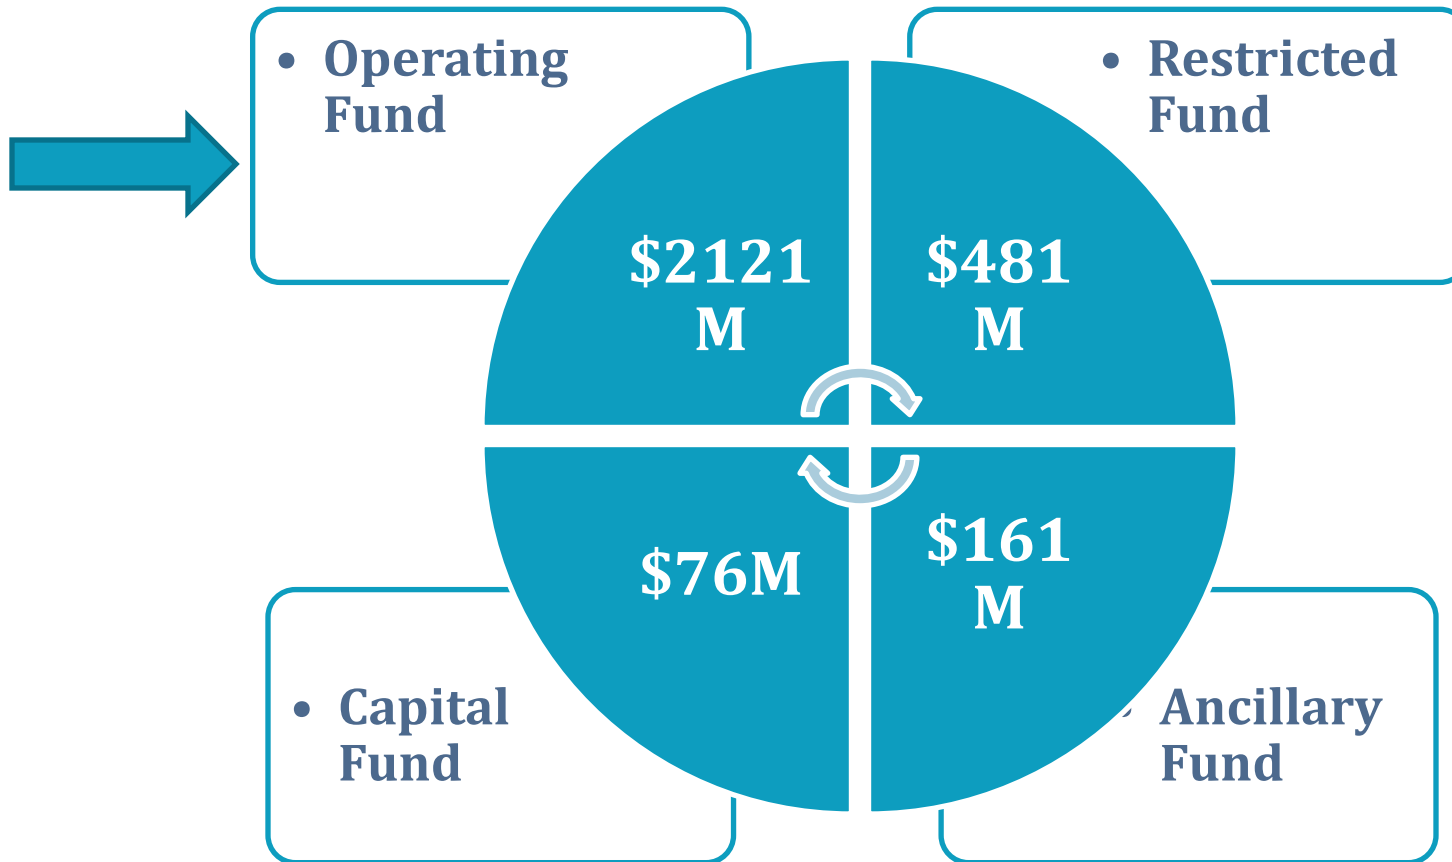 • Operating
Fund
• Restricted
Fund
$2121
M
$481
M
$76M
$161
M
• Capital
Fund
• Ancillary
Fund